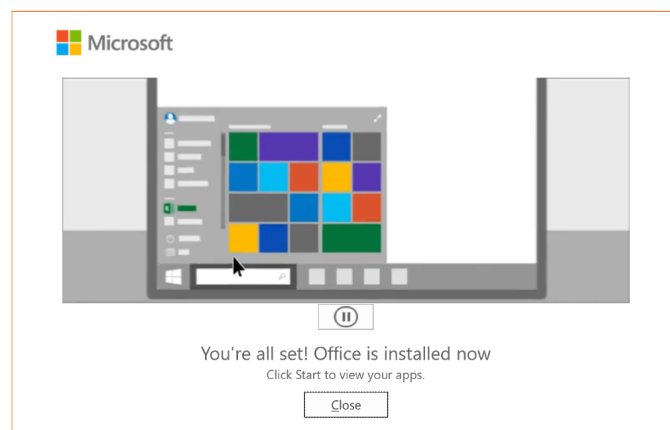 Microsoft
You're all set! Office is installed now
Click Start to view your apps.
Close